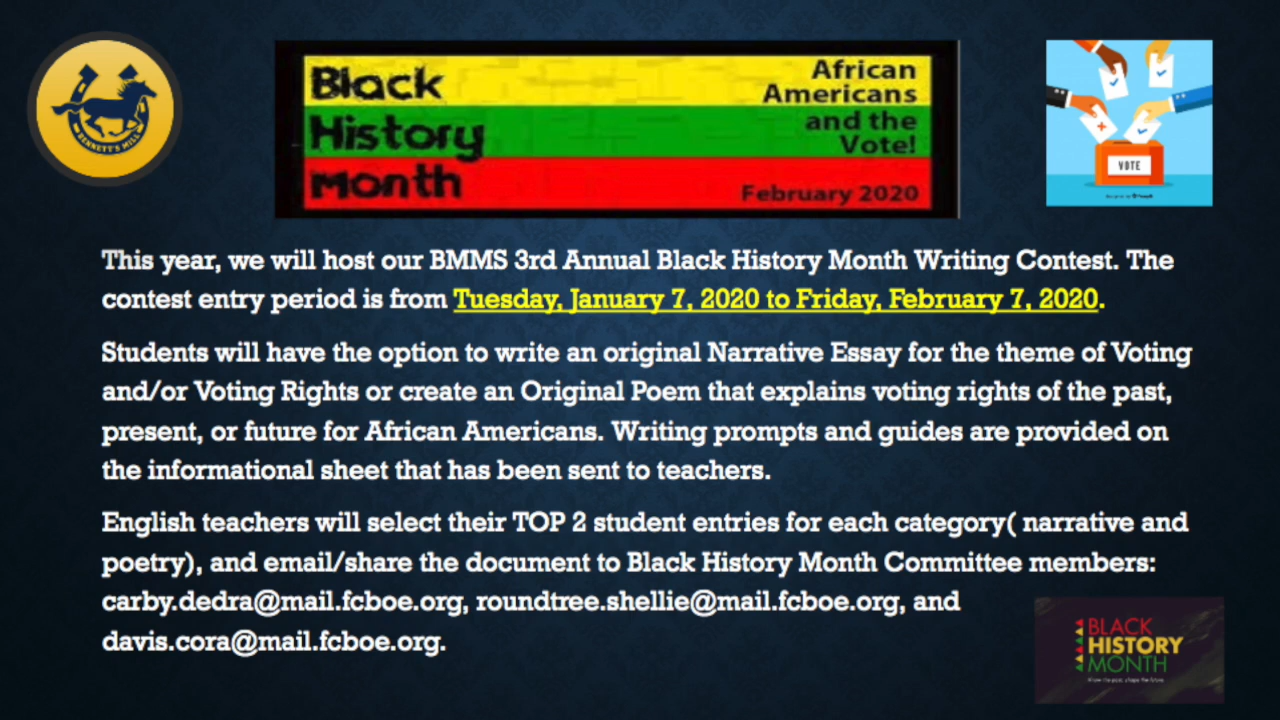 BENNETT'S MILL
Black
History
Month
African
Americans
and the
Vote!
February 2020
VOTE
This year, we will host our BMMS 3rd Annual Black History Month Writing Contest. The
contest entry period is from Tuesday, January 7, 2020 to Friday, February 7, 2020.
Students will have the option to write an original Narrative Essay for the theme of Voting
and/or Voting Rights or create an Original Poem that explains voting rights of the past,
present, or future for African Americans. Writing prompts and guides are provided on
the informational sheet that has been sent to teachers.
English teachers will select their TOP 2 student entries for each category( narrative and
poetry), and email/share the document to Black History Month Committee members:
carby.dedra@mail.fcboe.org, roundtree.shellie@mail.fcboe.org, and
davis.cora@mail.fcboe.org.
BLACK
HISTORY
MONTH